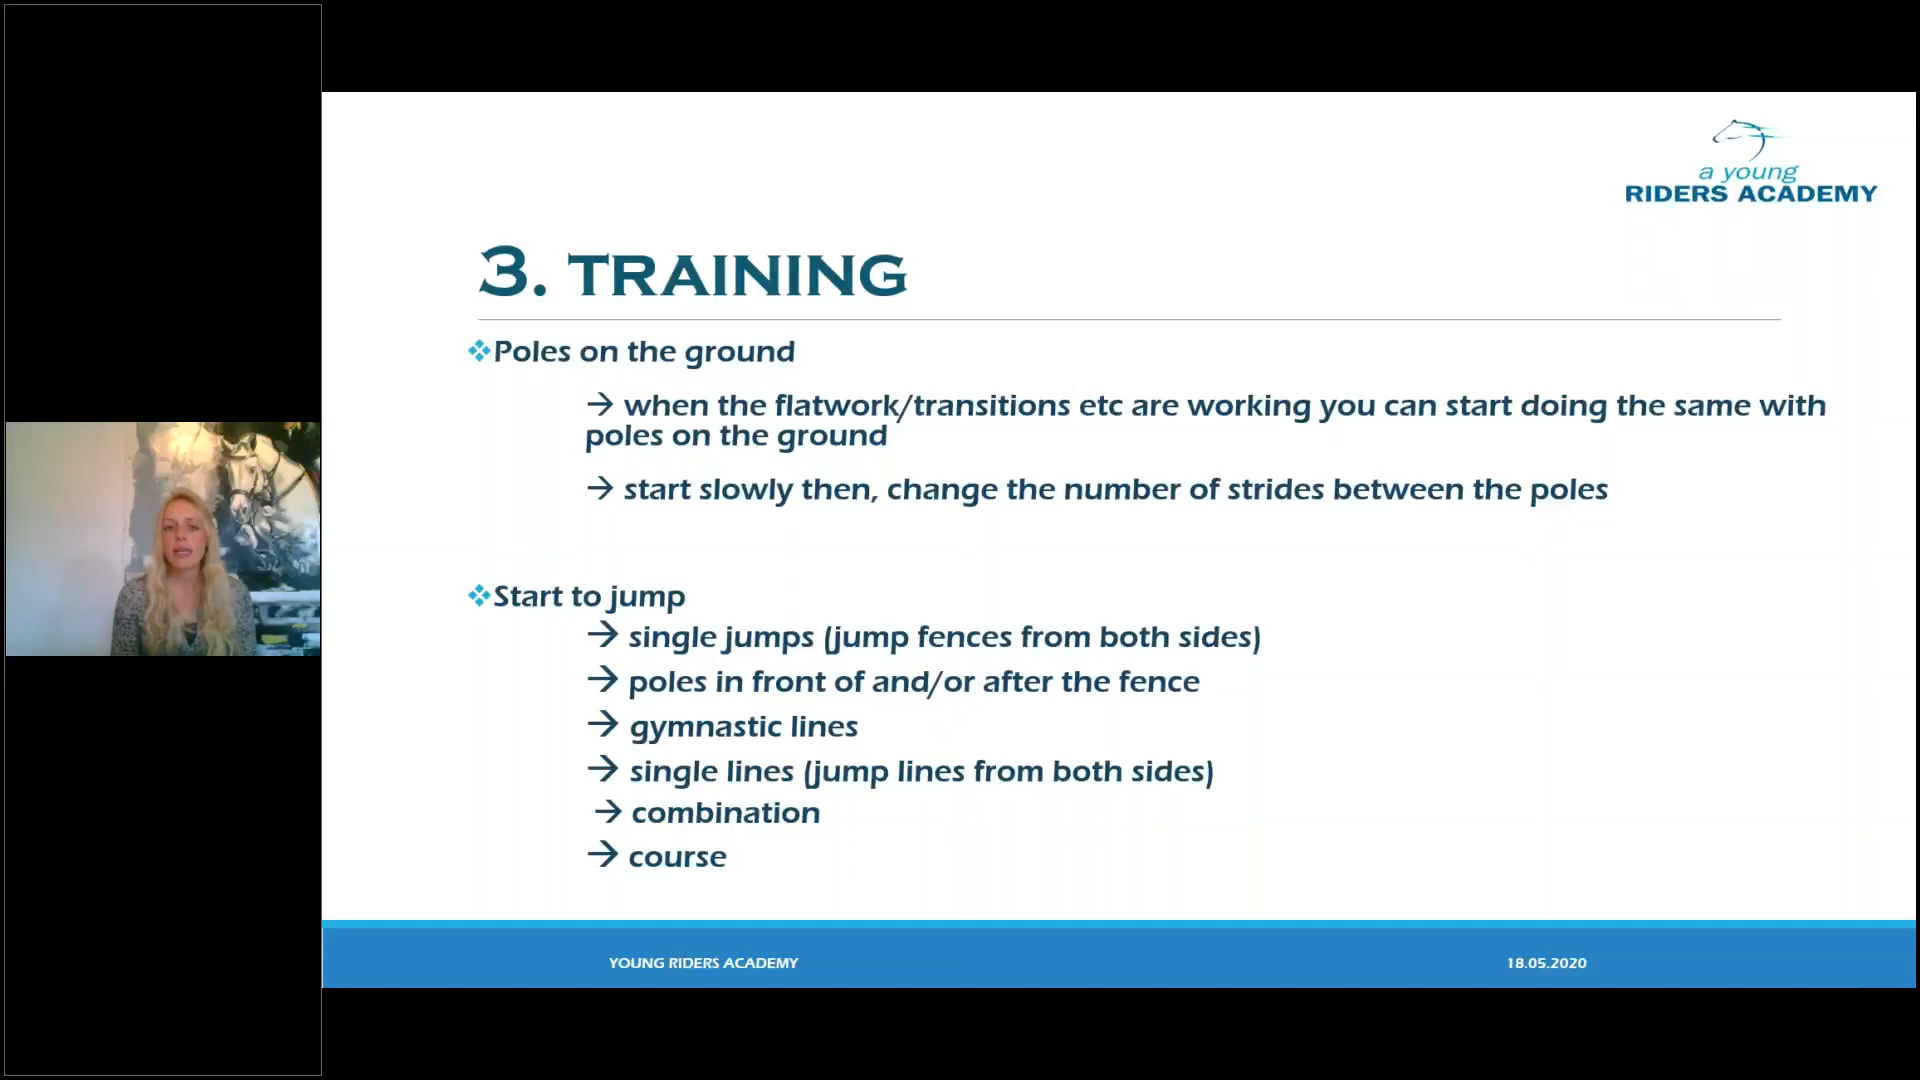 a young
RIDERS ACADEMY
3. TRAINING
❖Poles on the ground
→ when the flatwork/transitions etc are working you can start doing the same with
poles on the ground
→ start slowly then, change the number of strides between the poles
❖Start to jump
→ single jumps (jump fences from both sides)
→ poles in front of and/or after the fence
→ gymnastic lines
→ single lines (jump lines from both sides)
→ combination
→ course
YOUNG RIDERS ACADEMY
18.05.2020